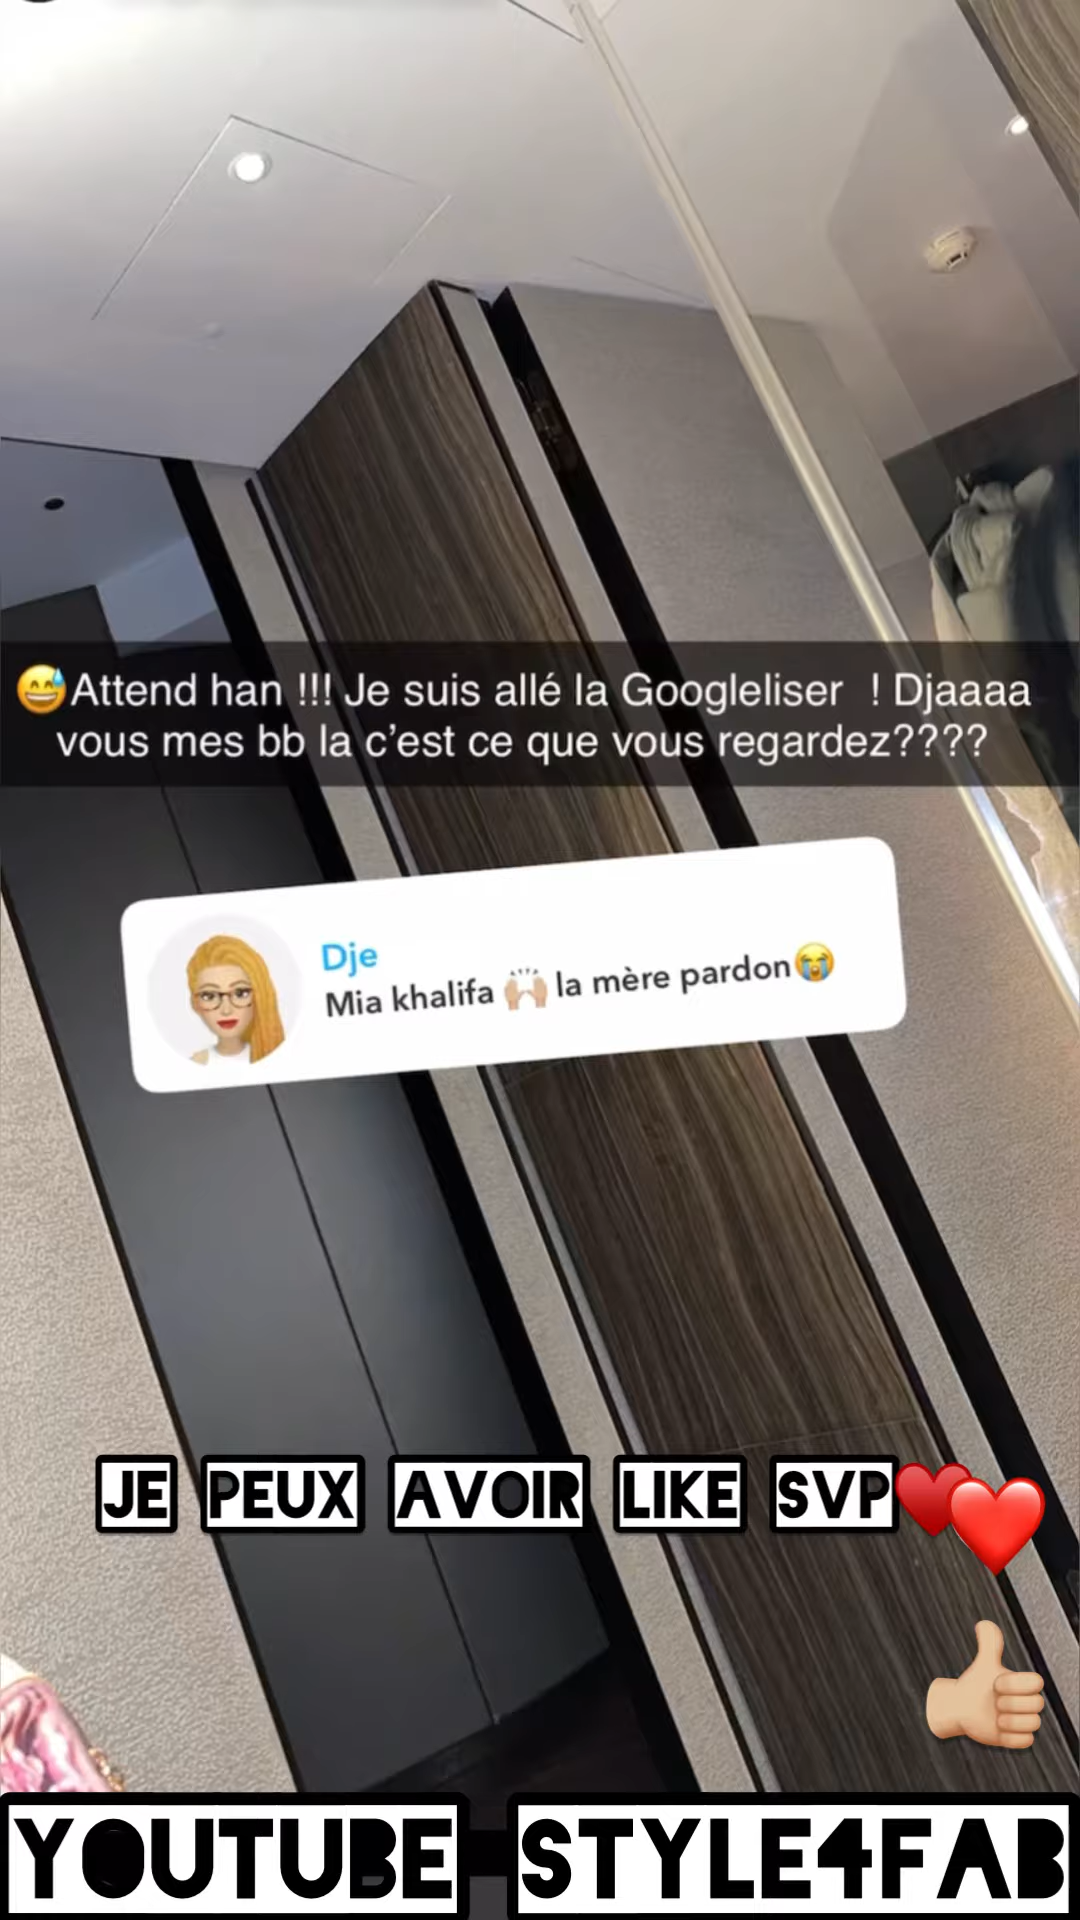 😅Attend han !!! Je suis allé la Googleliser  ! Djaaaa
vous mes bb la c’est ce que vous regardez????
Dje
Mia khalifa 🙌🏼 la mère pardon😭
JE PEUX AVOIR LIKE SVP♥️❤️
👍🏼
YOUTUBE STYLE4FAB